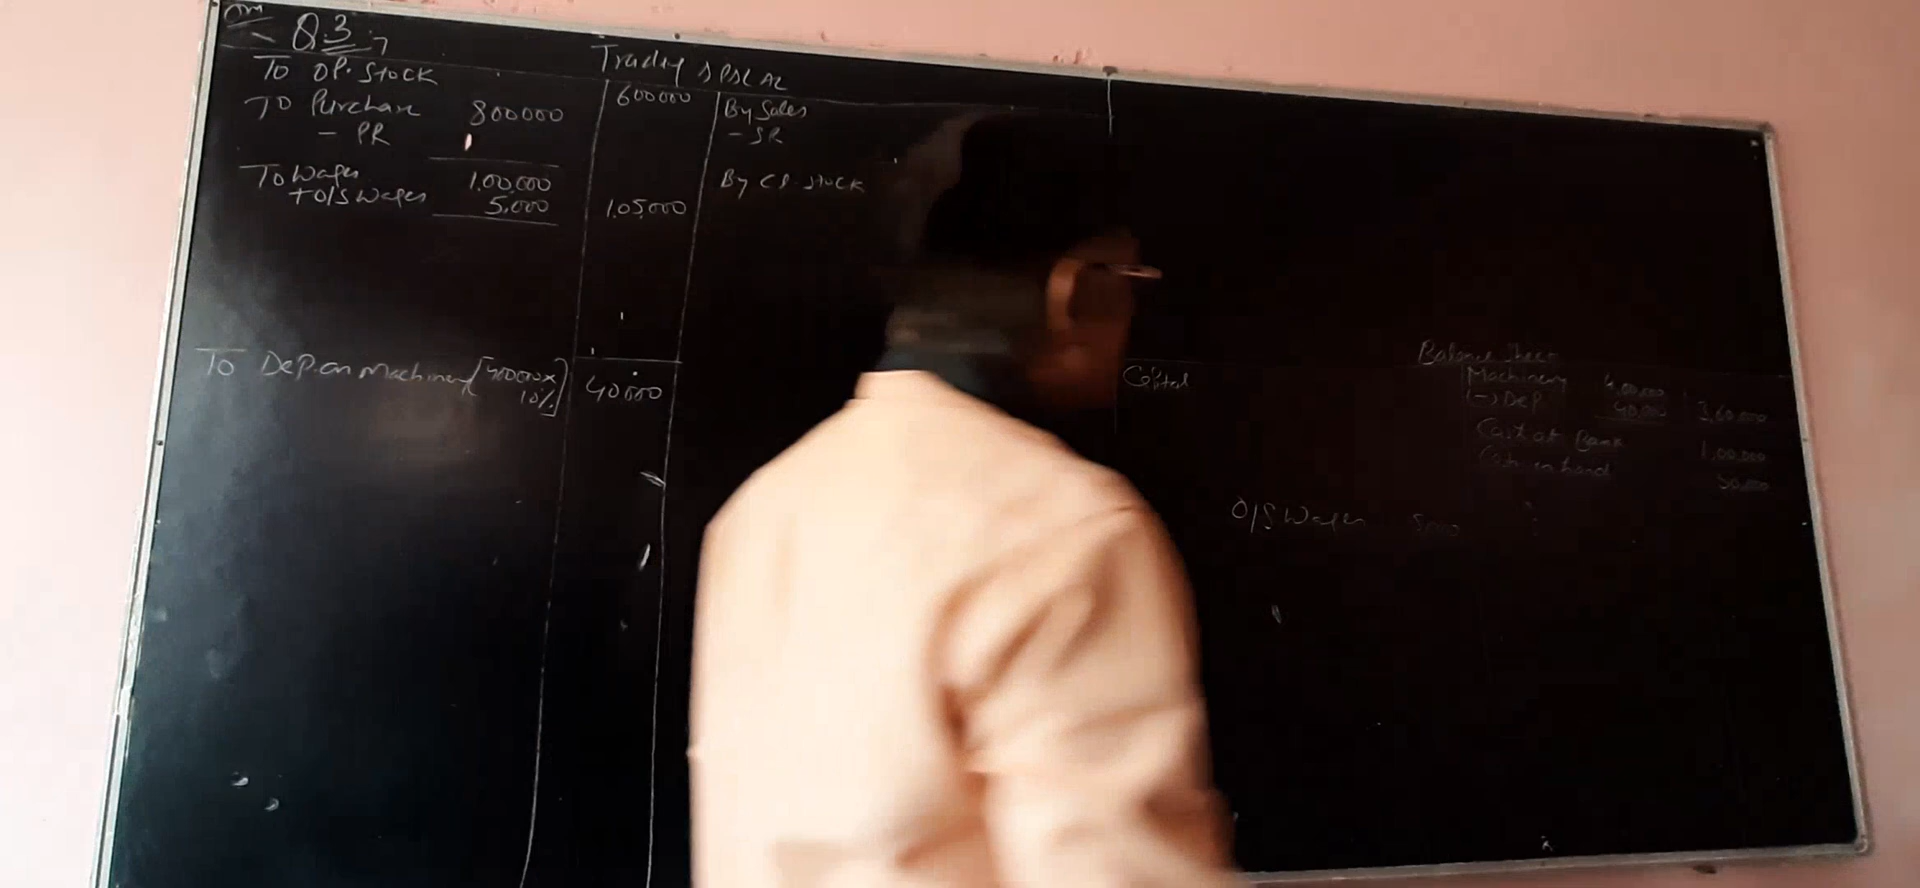 Q.3
Trading & P&L A/c
To OP. Stock 600000
To Purchase 800000
- PR
To Wages 1,00,000
+ O/S Wages 5,000 1,05,000
By Sales
- SR
By Cl. Stock
To Dep. on Machinery [400000 x 10%] 40000
Balance Sheet
Capital
O/S Wages 5000
Machinery 4,00,000
(-) Dep 40,000 3,60,000
Cash at Bank 1,00,000
Cash in hand 50,000